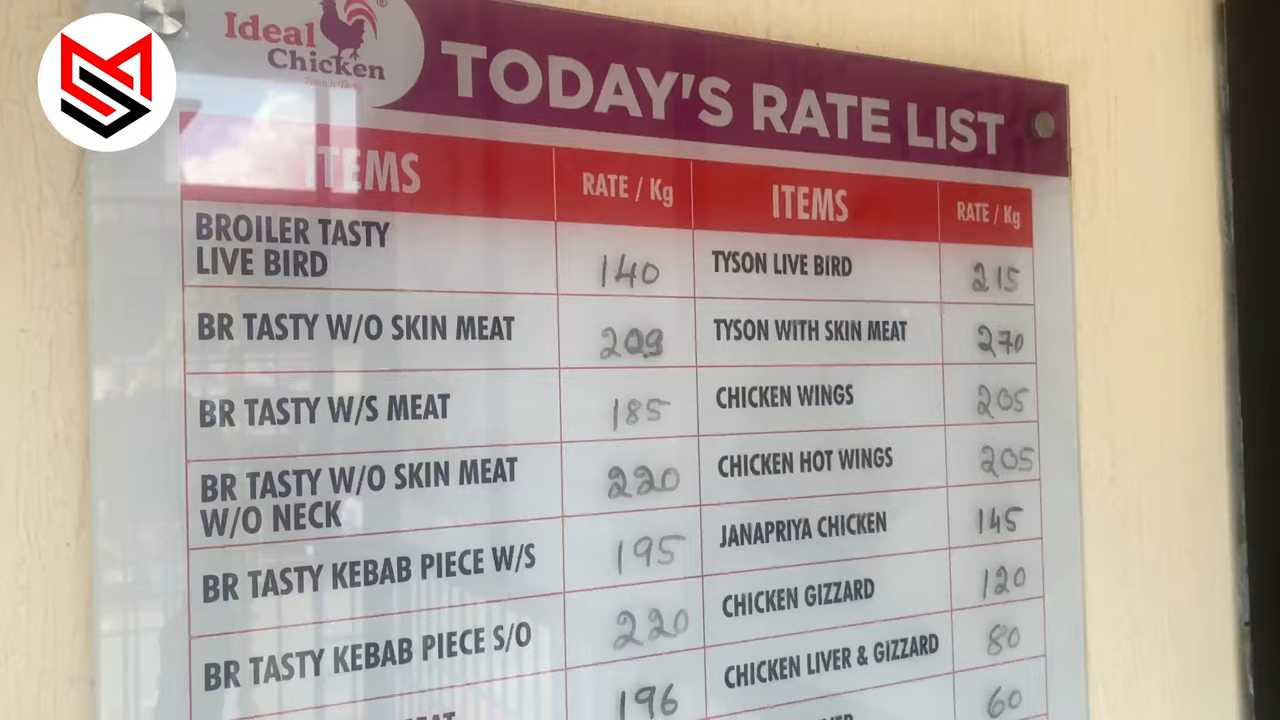 Ideal
Chicken
TODAY'S RATE LIST
ITEMS RATE / Kg ITEMS RATE / Kg
BROILER TASTY
LIVE BIRD 140 TYSON LIVE BIRD 215
BR TASTY W/O SKIN MEAT 209 TYSON WITH SKIN MEAT 270
BR TASTY W/S MEAT 185 CHICKEN WINGS 205
BR TASTY W/O SKIN MEAT
W/O NECK 220 CHICKEN HOT WINGS 205
BR TASTY KEBAB PIECE W/S 195 JANAPRIYA CHICKEN 145
BR TASTY KEBAB PIECE S/O 220 CHICKEN GIZZARD 120
196 CHICKEN LIVER & GIZZARD 80
60